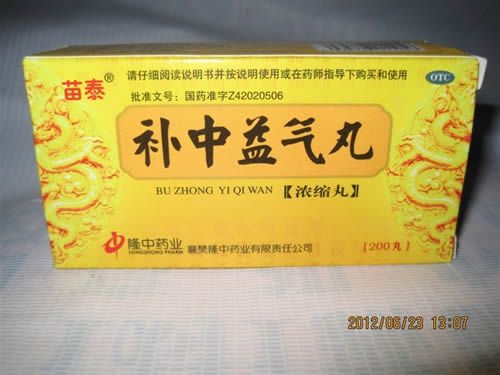 苗泰®
请仔细阅读说明书并按说明使用或在药师指导下购买和使用
OTC
批准文号：国药准字Z42020506
补中益气丸
BU ZHONG YI QI WAN 【浓缩丸】
隆中药业
LONGZHONG PHARM
襄樊隆中药业有限责任公司
【200丸】
2012/06/23 13:07